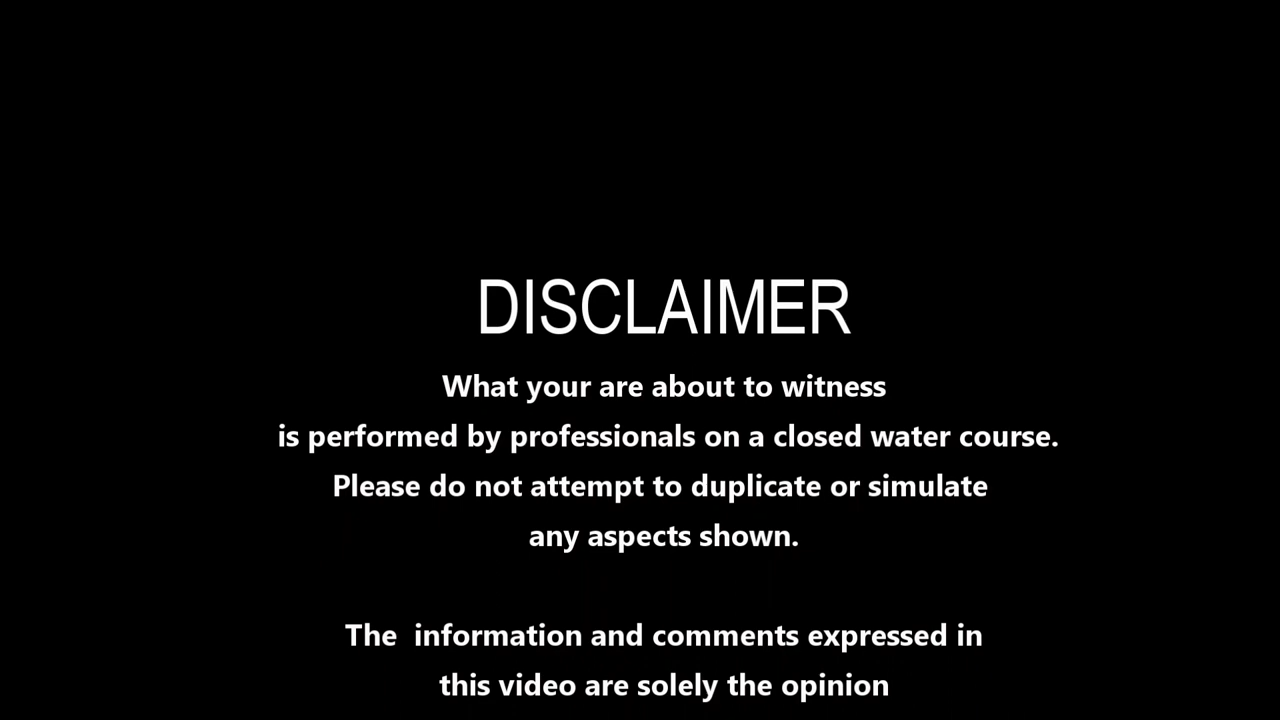 DISCLAIMER
What your are about to witness
is performed by professionals on a closed water course.
Please do not attempt to duplicate or simulate
any aspects shown.
The  information and comments expressed in
this video are solely the opinion